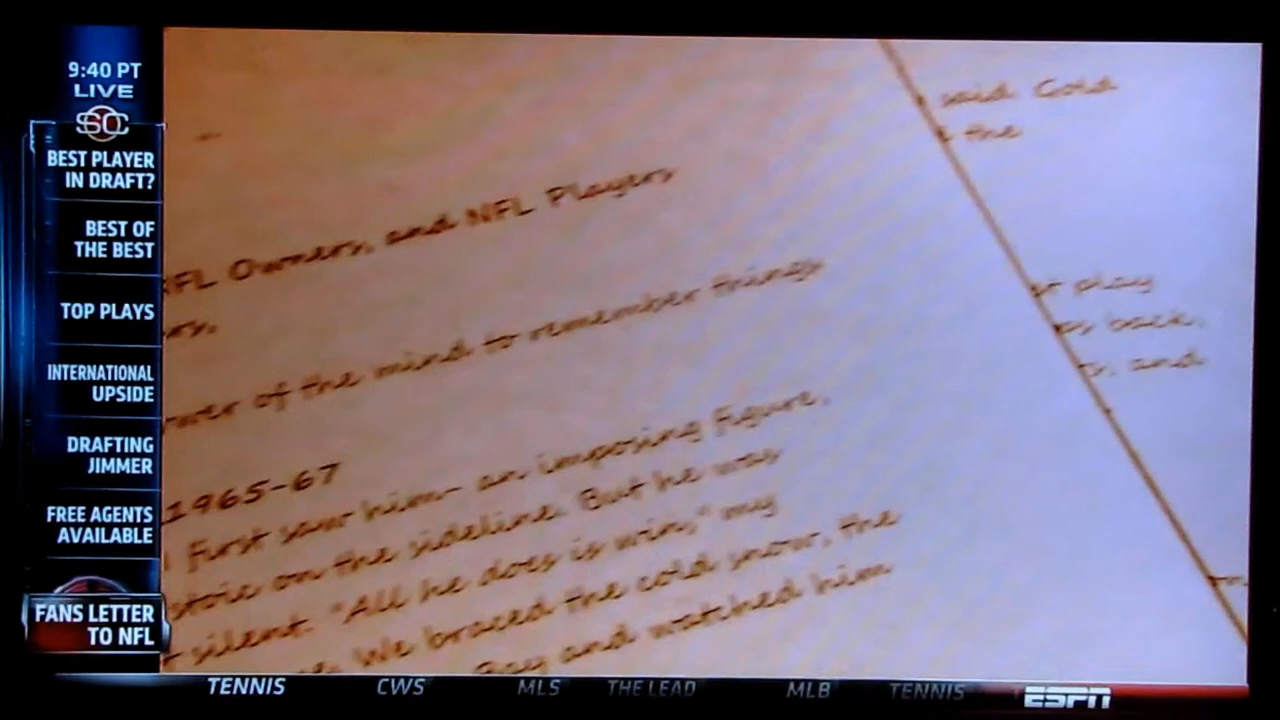 9:40 PT
LIVE
SC
BEST PLAYER
IN DRAFT?
BEST OF
THE BEST
TOP PLAYS
INTERNATIONAL
UPSIDE
DRAFTING
JIMMER
FREE AGENTS
AVAILABLE
FANS LETTER
TO NFL
NFL Owners, and NFL Players
of the mind to remember things
1965-67
I first saw him- an imposing figure,
stoic on the sideline. But he was
silent. "All he does is win," my
We braced the cold snow, the
Bay and watched him
said Gold
the
play
back.
and
TENNIS CWS MLS THE LEAD MLB TENNIS ESPN